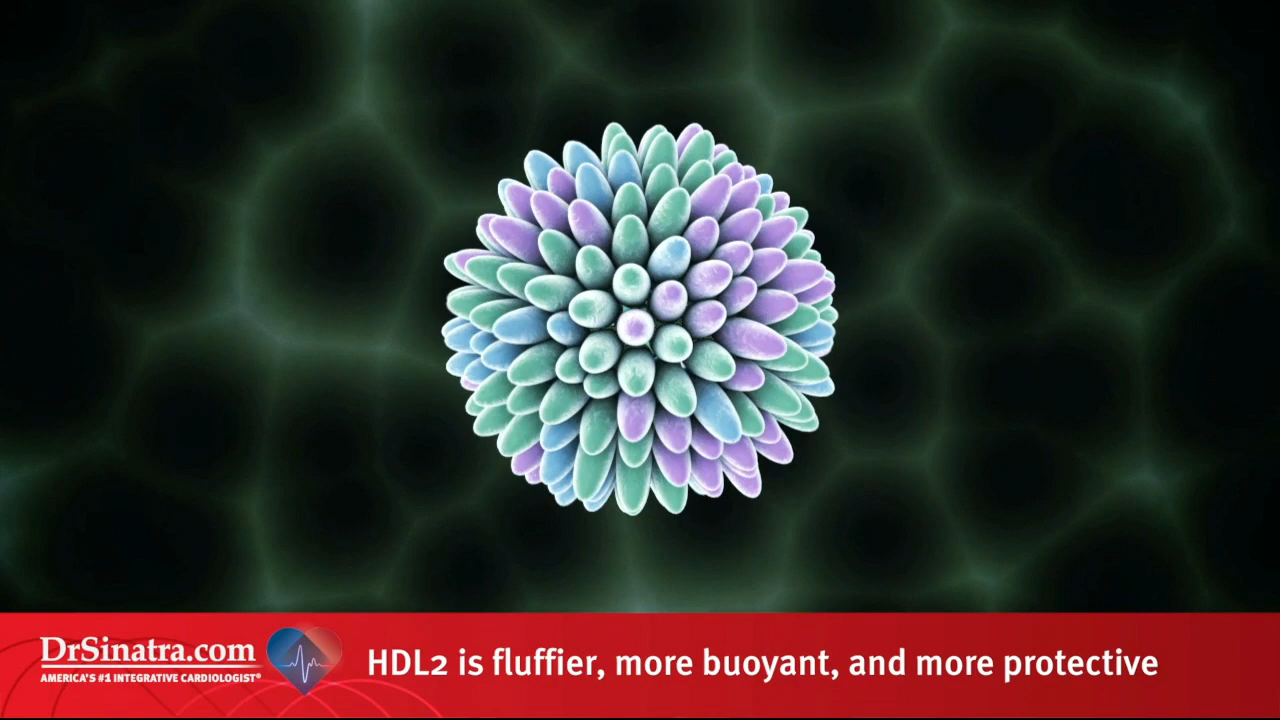 DrSinatra.com
AMERICA'S #1 INTEGRATIVE CARDIOLOGIST®
HDL2 is fluffier, more buoyant, and more protective